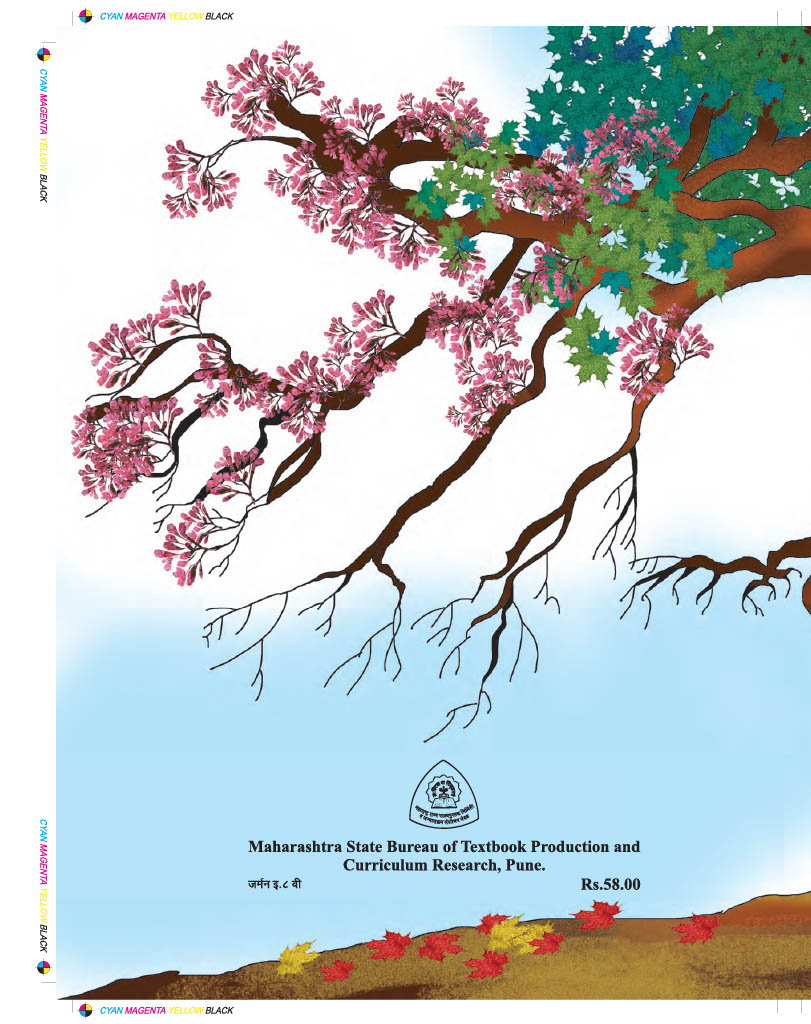 CYAN MAGENTA YELLOW BLACK
CYAN MAGENTA YELLOW BLACK
Maharashtra State Bureau of Textbook Production and
Curriculum Research, Pune.
जर्मन इ.८ वी
Rs.58.00
CYAN MAGENTA YELLOW BLACK
CYAN MAGENTA YELLOW BLACK